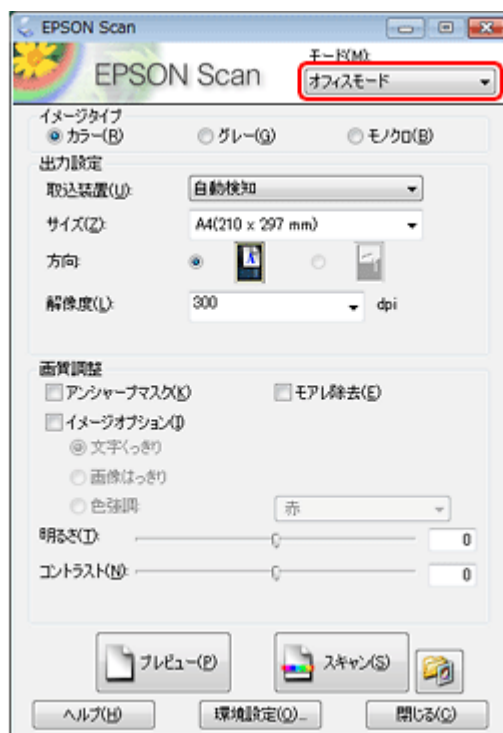 EPSON Scan
EPSON Scan
モード(M):
オフィスモード
イメージタイプ
カラー(R) グレー(G) モノクロ(B)
出力設定
取込装置(U): 自動検知
サイズ(Z): A4(210 x 297 mm)
方向:
解像度(L): 300 dpi
画質調整
アンシャープマスク(K) モアレ除去(E)
イメージオプション(I)
文字くっきり
画像はっきり
色強調: 赤
明るさ(T): 0
コントラスト(N): 0
プレビュー(P) スキャン(S)
ヘルプ(H) 環境設定(O)... 閉じる(C)